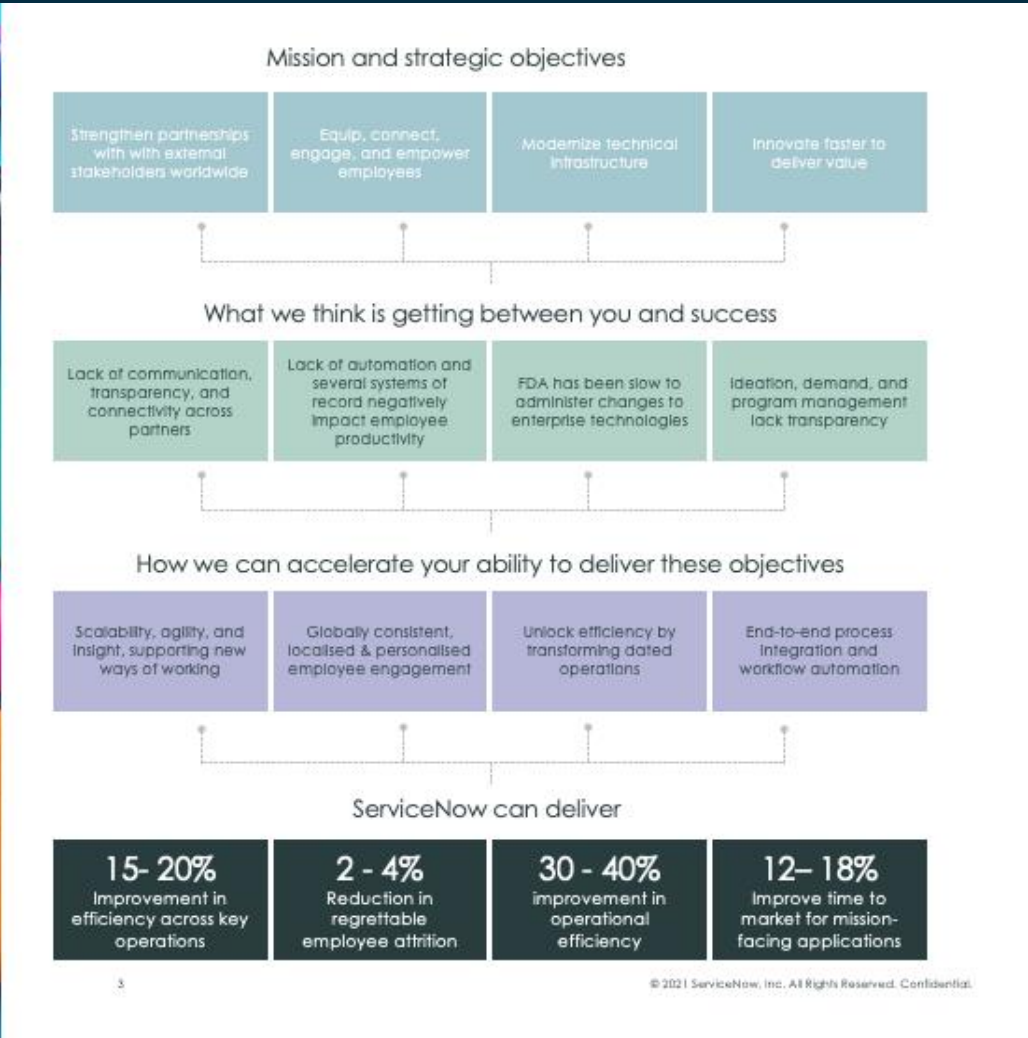 Mission and strategic objectives
Strengthen partnerships
with with external
stakeholders worldwide
Equip, connect,
engage, and empower
employees
Modernize technical
infrastructure
Innovate faster to
deliver value
What we think is getting between you and success
Lack of communication,
transparency, and
connectivity across
partners
Lack of automation and
several systems of
record negatively
impact employee
productivity
FDA has been slow to
administer changes to
enterprise technologies
Ideation, demand, and
program management
lack transparency
How we can accelerate your ability to deliver these objectives
Scalability, agility, and
insight, supporting new
ways of working
Globally consistent,
localised & personalised
employee engagement
Unlock efficiency by
transforming dated
operations
End-to-end process
integration and
workflow automation
ServiceNow can deliver
15- 20%
Improvement in
efficiency across key
operations
2 - 4%
Reduction in
regrettable
employee attrition
30 - 40%
improvement in
operational
efficiency
12– 18%
Improve time to
market for mission-
facing applications
3
© 2021 ServiceNow, Inc. All Rights Reserved. Confidential.